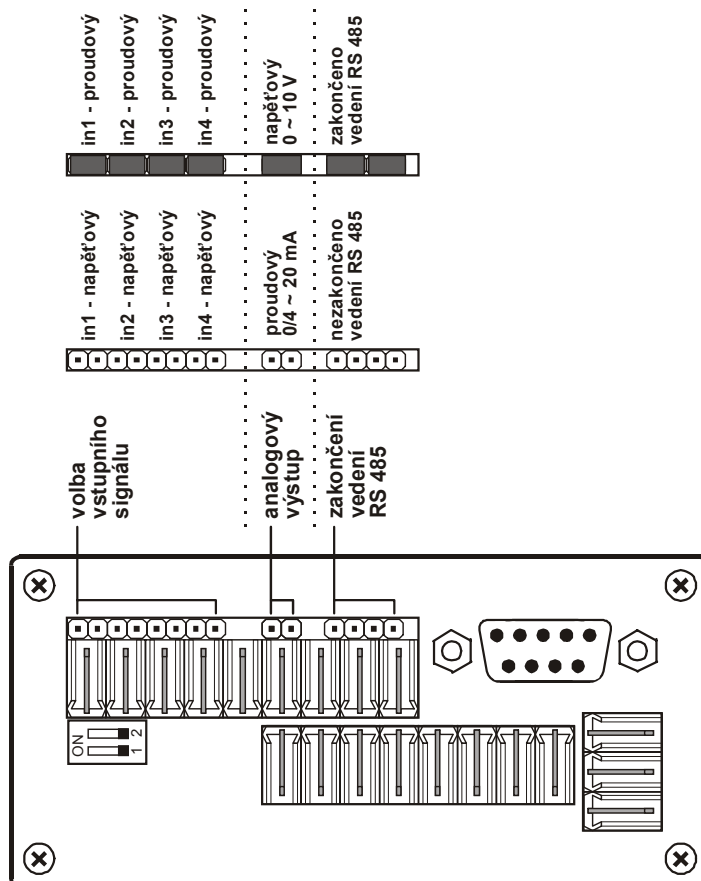 in1 - proudový
in2 - proudový
in3 - proudový
in4 - proudový
napěťový
0 ~ 10 V
zakončeno
vedení RS 485
in1 - napěťový
in2 - napěťový
in3 - napěťový
in4 - napěťový
proudový
0/4 ~ 20 mA
nezakončeno
vedení RS 485
volba
vstupního
signálu
analogový
výstup
zakončení
vedení
RS 485
ON
1 2